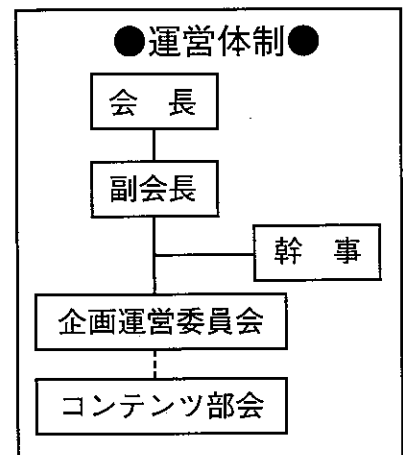 ●運営体制●
会　長
副会長
幹　事
企画運営委員会
コンテンツ部会